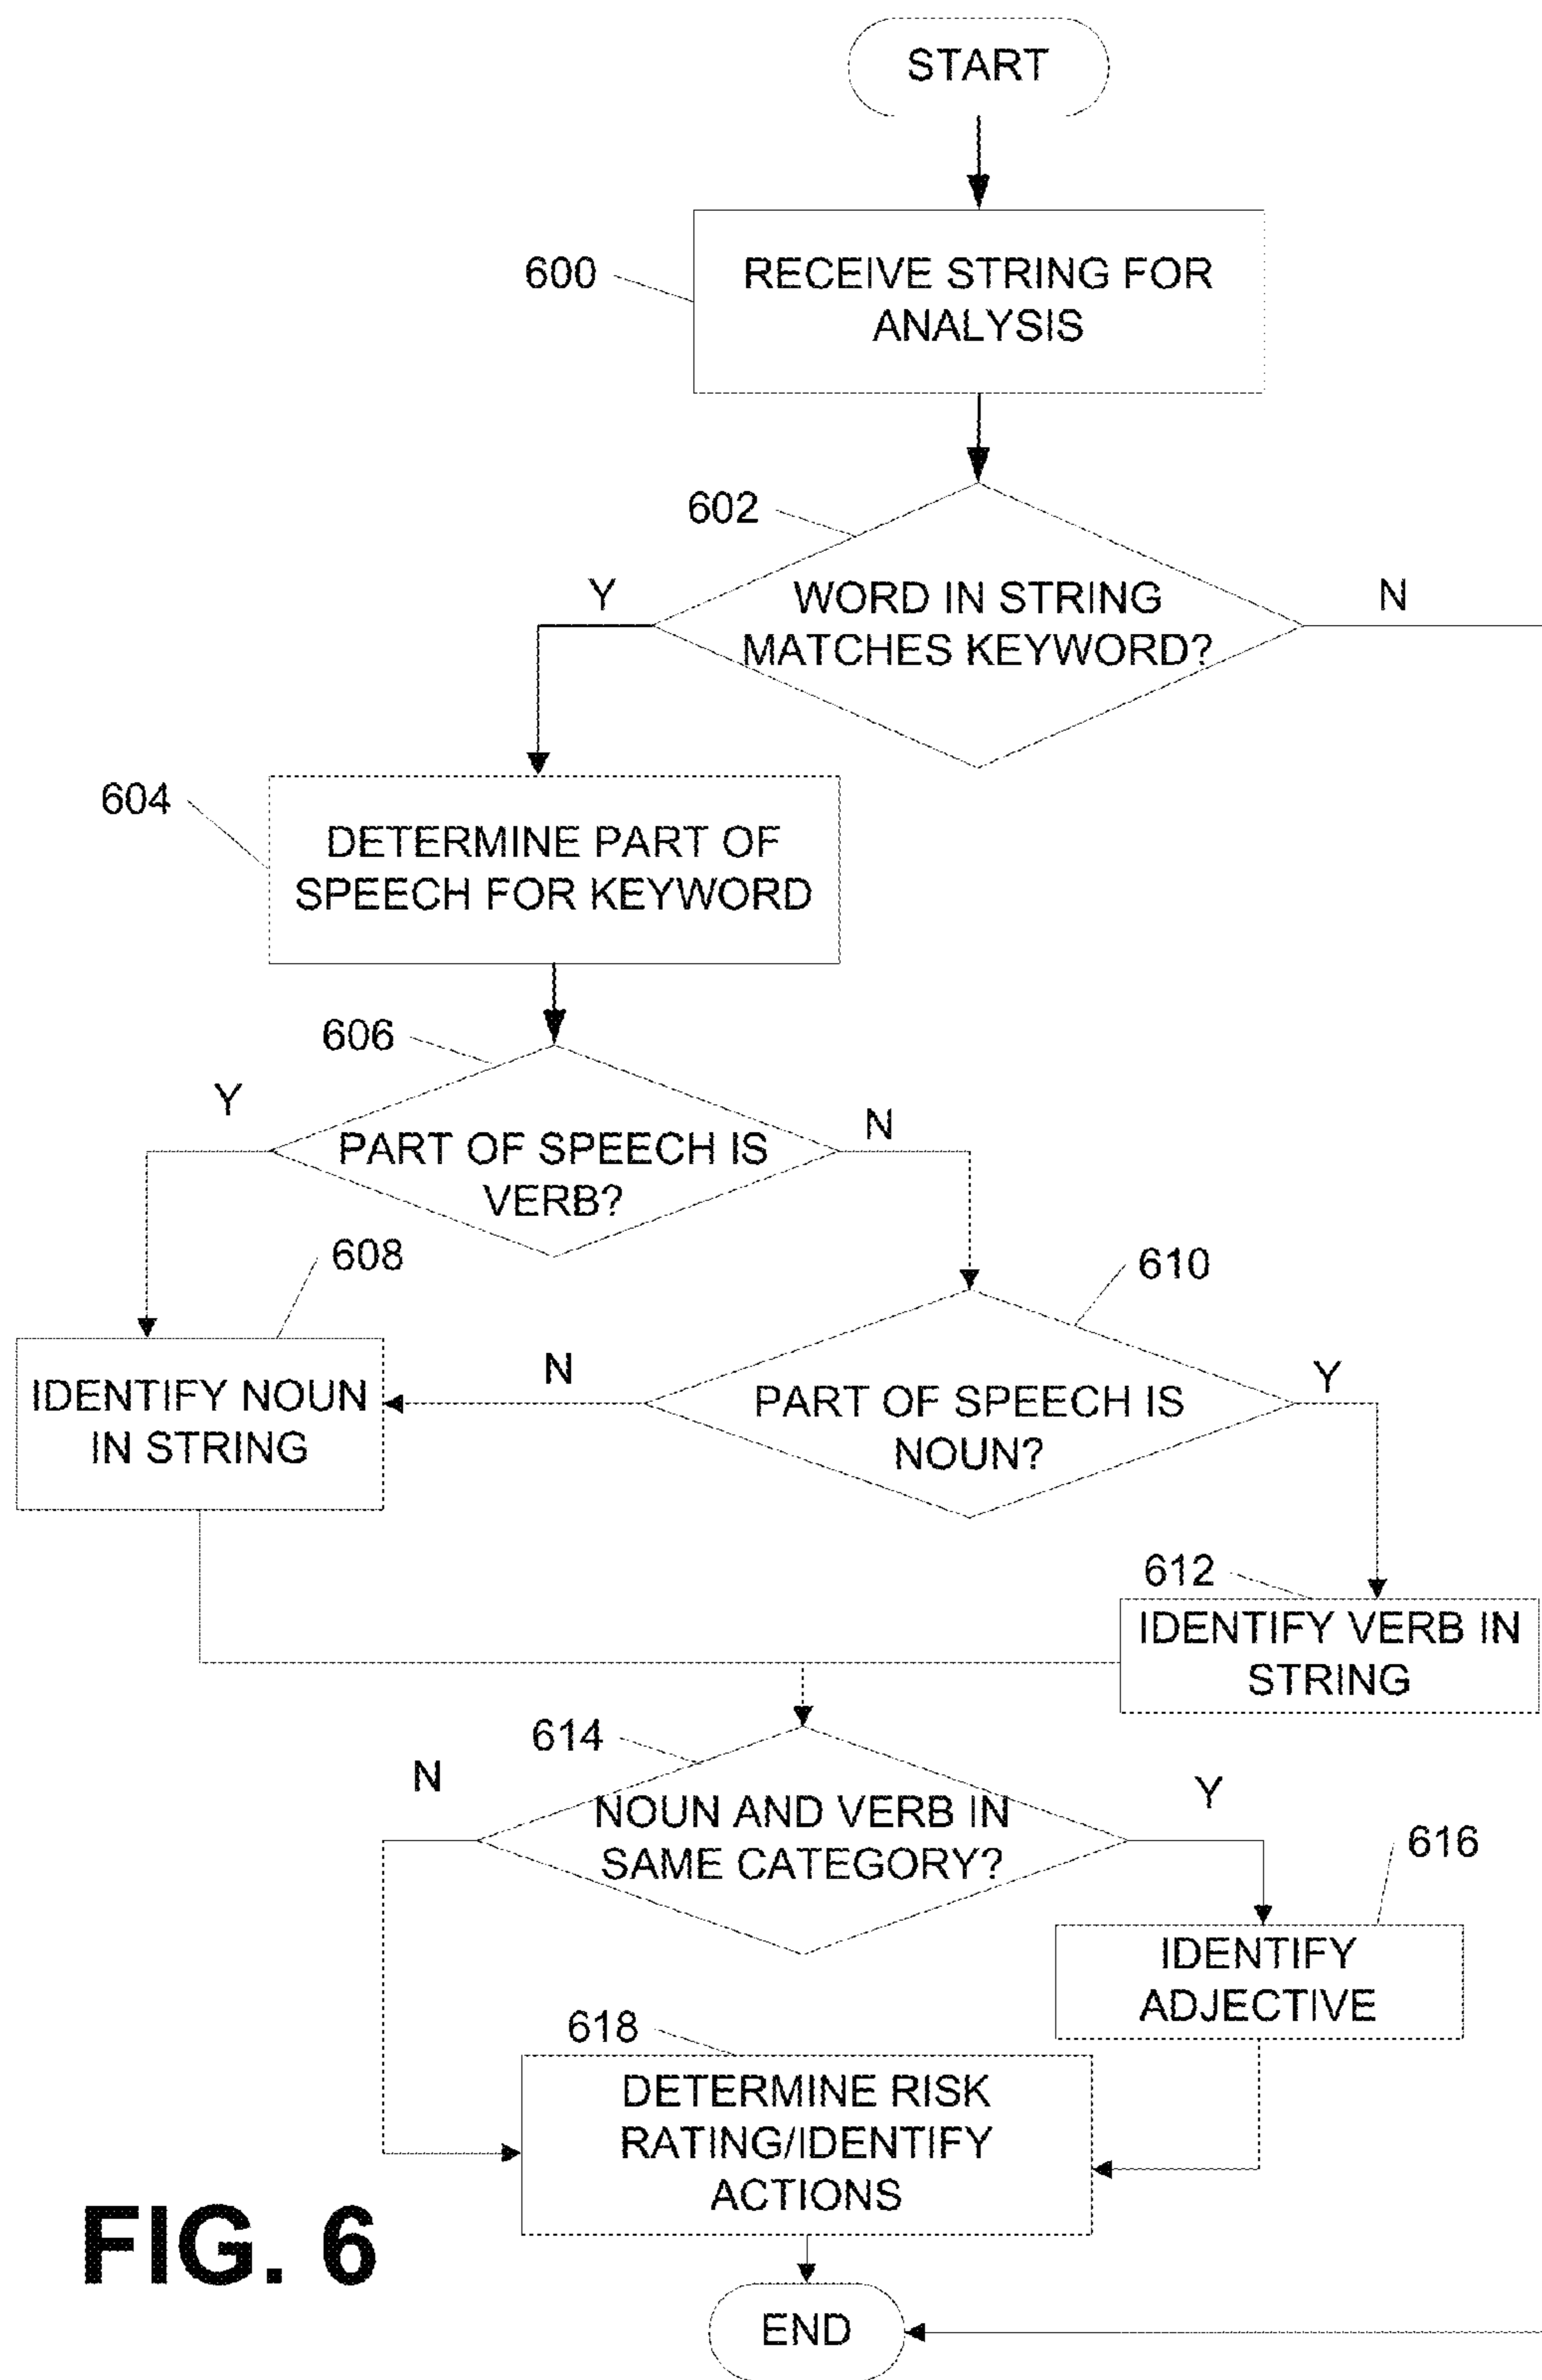 START
600
RECEIVE STRING FOR
ANALYSIS
602
Y
WORD IN STRING
MATCHES KEYWORD?
N
604
DETERMINE PART OF
SPEECH FOR KEYWORD
606
Y
PART OF SPEECH IS
VERB?
N
608
610
IDENTIFY NOUN
IN STRING
N
PART OF SPEECH IS
NOUN?
Y
612
IDENTIFY VERB IN
STRING
614
N
NOUN AND VERB IN
SAME CATEGORY?
Y
616
IDENTIFY
ADJECTIVE
618
DETERMINE RISK
RATING/IDENTIFY
ACTIONS
FIG. 6
END